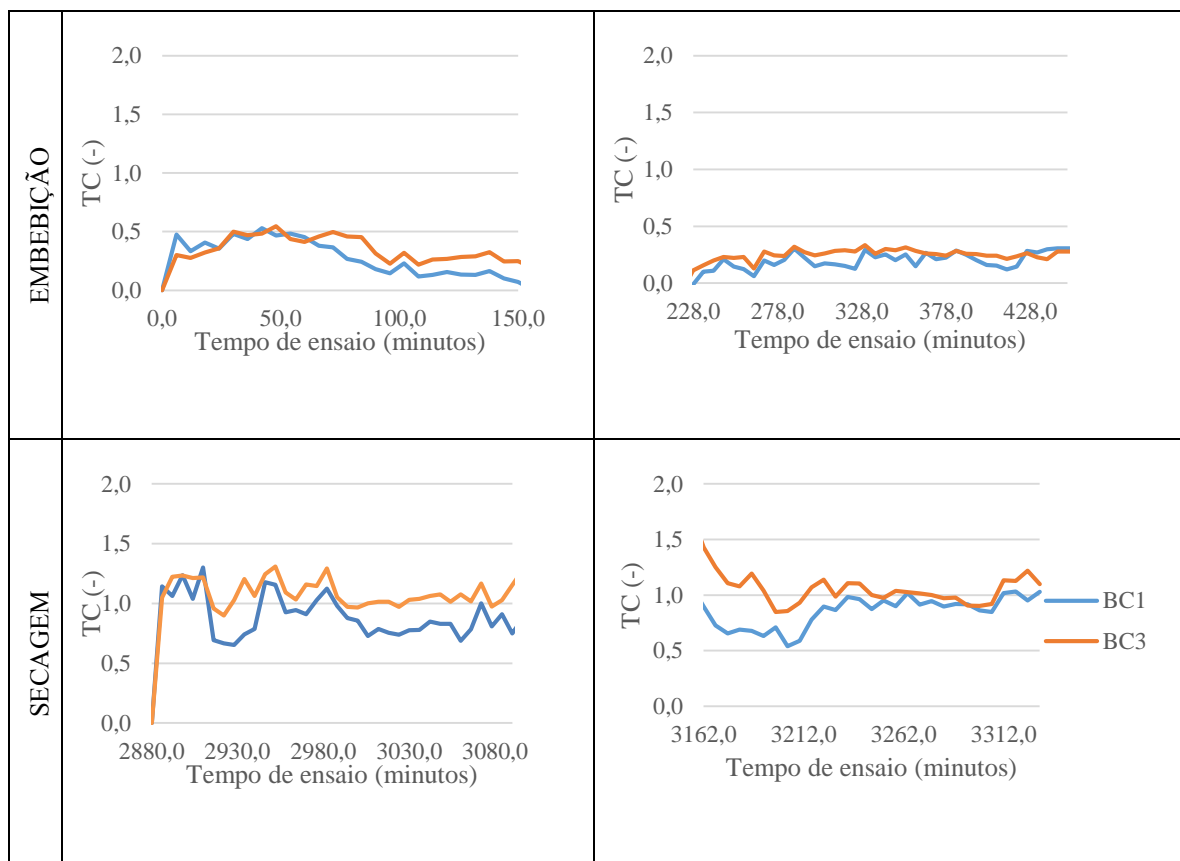 EMBEBIÇÃO
TC (-)
2,0
1,5
1,0
0,5
0,0
0,0 50,0 100,0 150,0
Tempo de ensaio (minutos)
TC (-)
2,0
1,5
1,0
0,5
0,0
228,0 278,0 328,0 378,0 428,0
Tempo de ensaio (minutos)
SECAGEM
TC (-)
2,0
1,5
1,0
0,5
0,0
2880,0 2930,0 2980,0 3030,0 3080,0
Tempo de ensaio (minutos)
TC (-)
2,0
1,5
1,0
0,5
0,0
3162,0 3212,0 3262,0 3312,0
Tempo de ensaio (minutos)
BC1
BC3